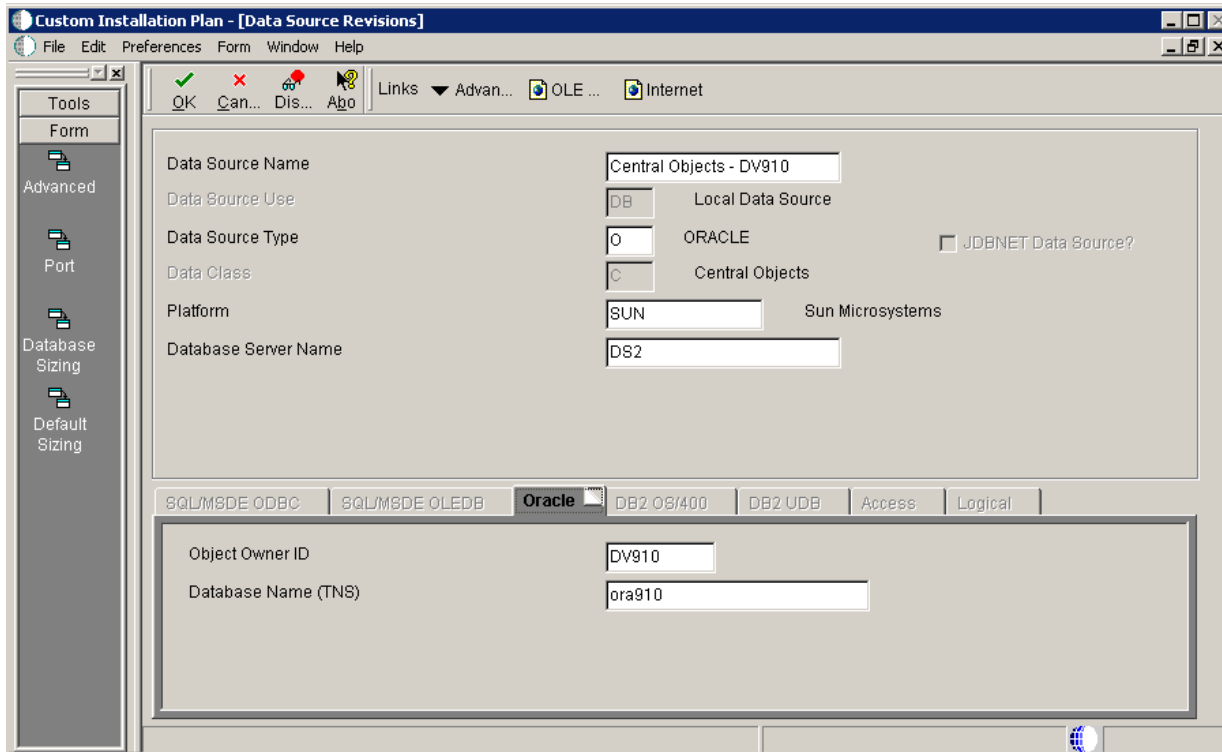 Custom Installation Plan - [Data Source Revisions]
File Edit Preferences Form Window Help
OK Can... Dis... Abo Links Advan... OLE ... Internet
Tools
Form
Advanced
Port
Database
Sizing
Default
Sizing
Data Source Name Central Objects - DV910
Data Source Use DB Local Data Source
Data Source Type O ORACLE JDBNET Data Source?
Data Class C Central Objects
Platform SUN Sun Microsystems
Database Server Name DS2
SQL/MSDE ODBC SQL/MSDE OLEDB Oracle DB2 OS/400 DB2 UDB Access Logical
Object Owner ID DV910
Database Name (TNS) ora910